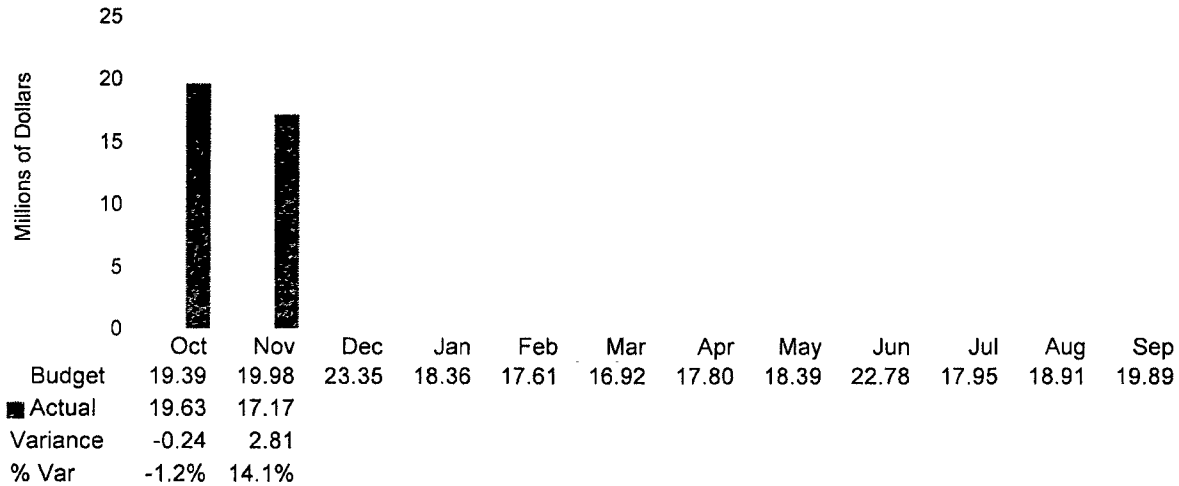 Millions of Dollars
25
20
15
10
5
0
Oct Nov Dec Jan Feb Mar Apr May Jun Jul Aug Sep
Budget 19.39 19.98 23.35 18.36 17.61 16.92 17.80 18.39 22.78 17.95 18.91 19.89
Actual 19.63 17.17
Variance -0.24 2.81
% Var -1.2% 14.1%